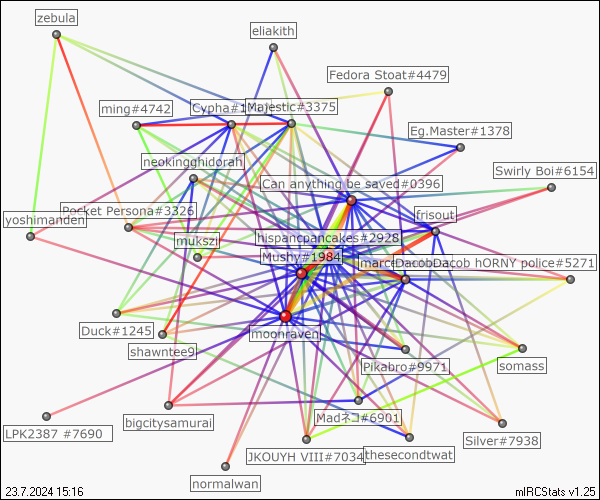 zebula
eliakith
Fedora Stoat#4479
ming#4742
Cypha#1
Majestic#3375
Eg.Master#1378
neokingghidorah
Swirly Boi#6154
Can anything be saved#0396
Pocket Persona#3326
frisout
yoshimanden
mukszi
hispancpancakes#2928
Mushy#1984
marc
DacobDacob hORNY police#5271
Duck#1245
moonraven
shawntee9
Pikabro#9971
somass
bigcitysamurai
Madネコ#6901
LPK2387 #7690
Silver#7938
JKOUYH VIII#7034
thesecondtwat
normalwan
23.7.2024 15:16
mIRCStats v1.25